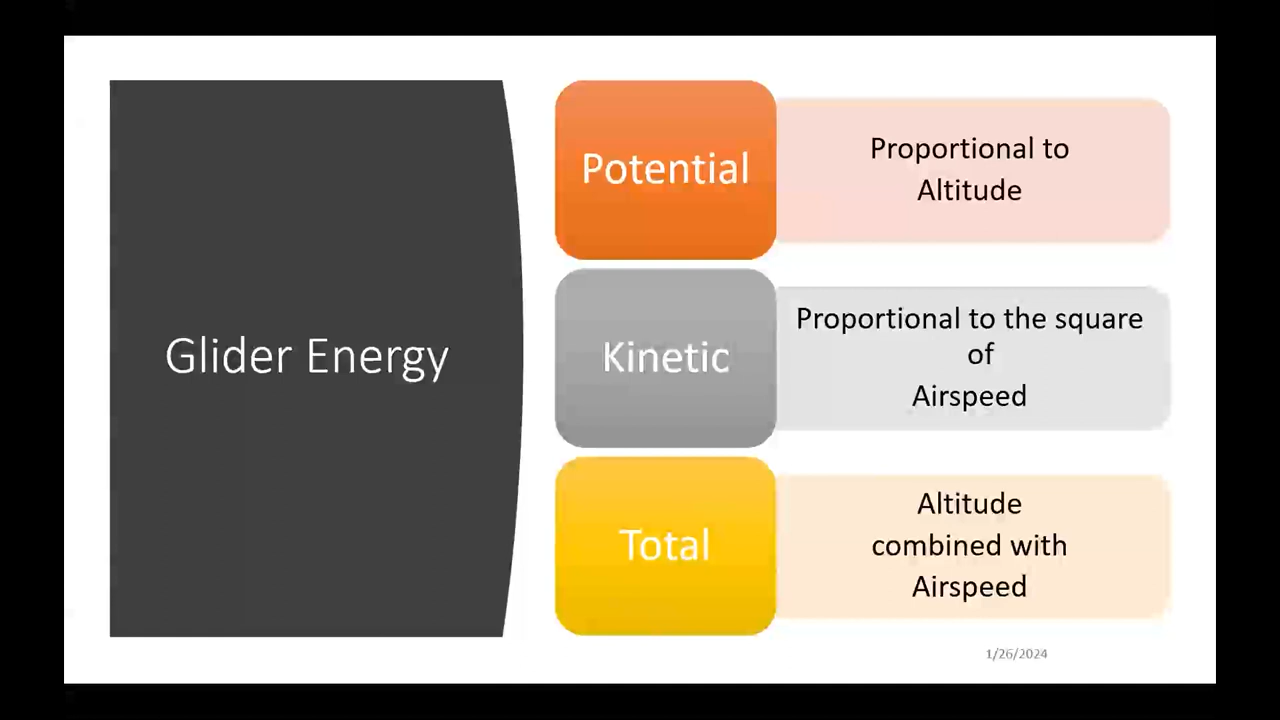 Glider Energy
Potential
Proportional to
Altitude
Kinetic
Proportional to the square
of
Airspeed
Total
Altitude
combined with
Airspeed
1/26/2024